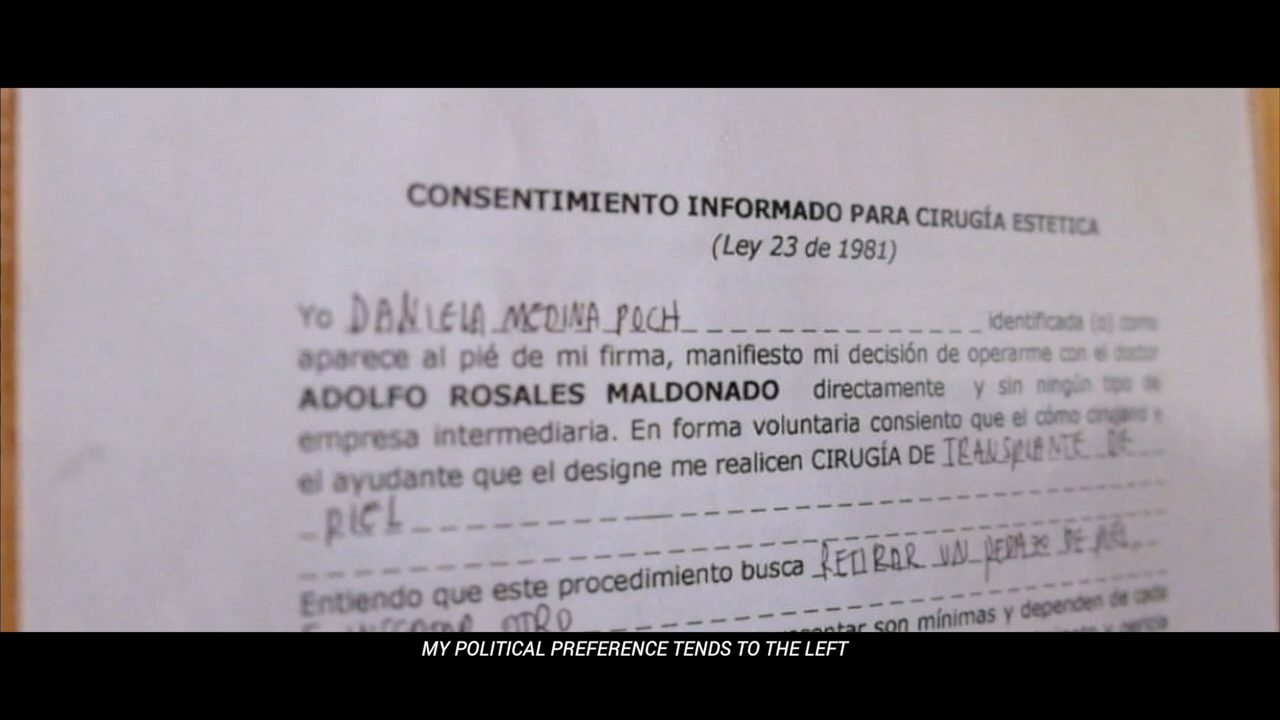 CONSENTIMIENTO INFORMADO PARA CIRUGÍA ESTETICA
(Ley 23 de 1981)
Yo DANIELA MEDINA POCH identificada (o) como
aparece al pié de mi firma, manifiesto mi decisión de operarme con el doctor
ADOLFO ROSALES MALDONADO directamente y sin ningún tipo de
empresa intermediaria. En forma voluntaria consiento que el cómo cirujano y
el ayudante que el designe me realicen CIRUGÍA DE TRANSPLANTE DE
PIEL
Entiendo que este procedimiento busca RETIRAR UN PEDAZO DE PIEL
OTRO son mínimas y dependen de cada
MY POLITICAL PREFERENCE TENDS TO THE LEFT